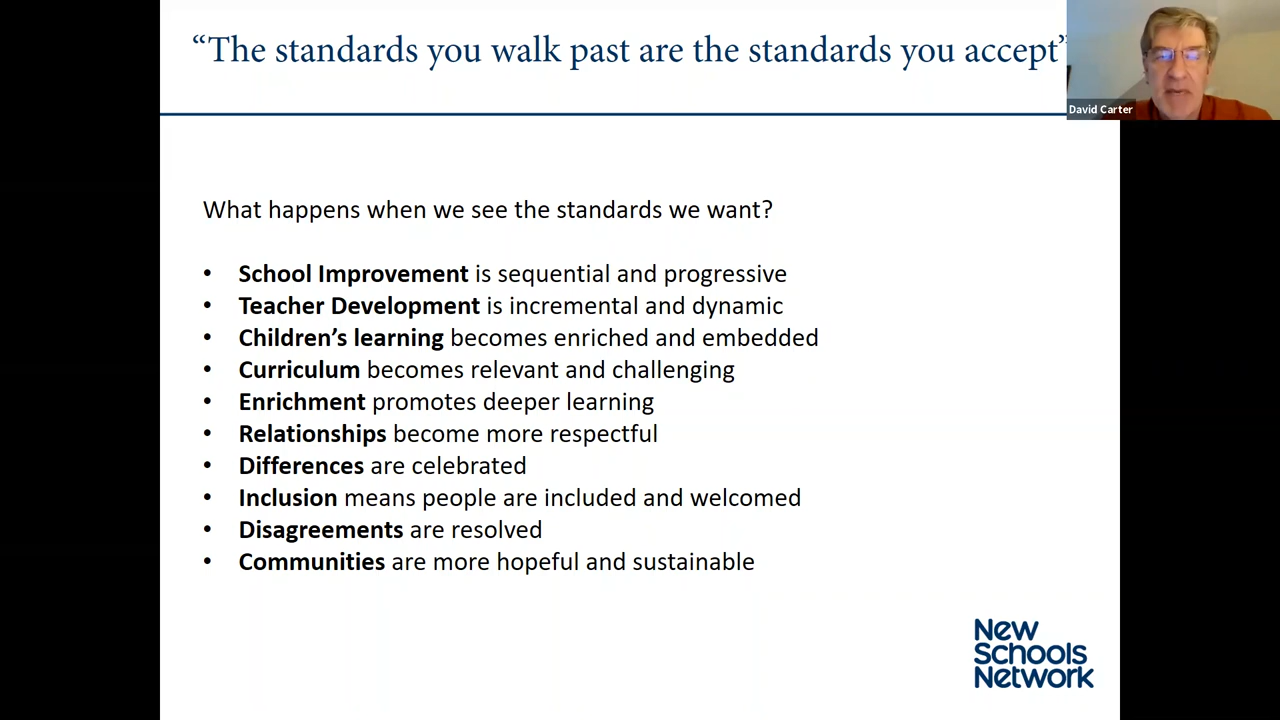 “The standards you walk past are the standards you accept”
David Carter
What happens when we see the standards we want?
• School Improvement is sequential and progressive
• Teacher Development is incremental and dynamic
• Children’s learning becomes enriched and embedded
• Curriculum becomes relevant and challenging
• Enrichment promotes deeper learning
• Relationships become more respectful
• Differences are celebrated
• Inclusion means people are included and welcomed
• Disagreements are resolved
• Communities are more hopeful and sustainable
New
Schools
Network